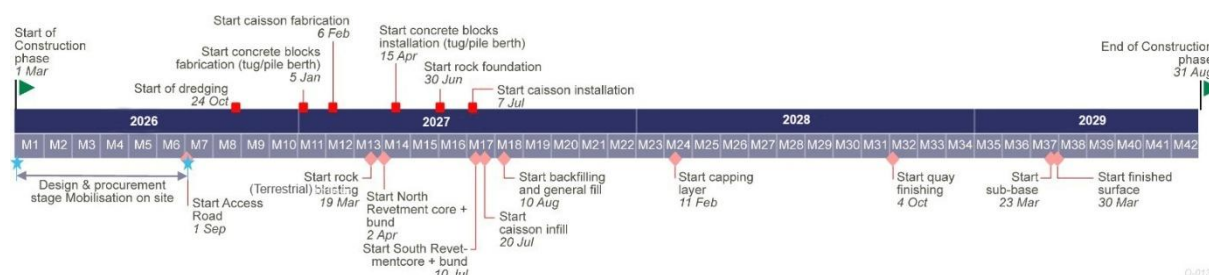 Start of
Construction
phase
1 Mar
Start of dredging
24 Oct
Start concrete blocks
fabrication (tug/pile berth)
5 Jan
Start caisson fabrication
6 Feb
Start concrete blocks
installation (tug/pile berth)
15 Apr
Start rock foundation
30 Jun
Start caisson installation
7 Jul
End of Construction
phase
31 Aug
2026 2027 2028 2029
M1 M2 M3 M4 M5 M6 M7 M8 M9 M10 M11 M12 M13 M14 M15 M16 M17 M18 M19 M20 M21 M22 M23 M24 M25 M26 M27 M28 M29 M30 M31 M32 M33 M34 M35 M36 M37 M38 M39 M40 M41 M42
Design & procurement
stage Mobilisation on site
Start Access
Road
1 Sep
Start rock
(Terrestrial) blasting
19 Mar
Start North
Revetment core +
bund
2 Apr
Start South Revet-
mentcore + bund
10 Jul
Start
caisson infill
20 Jul
Start backfilling
and general fill
10 Aug
Start capping
layer
11 Feb
Start quay
finishing
4 Oct
Start
sub-base
23 Mar
Start finished
surface
30 Mar